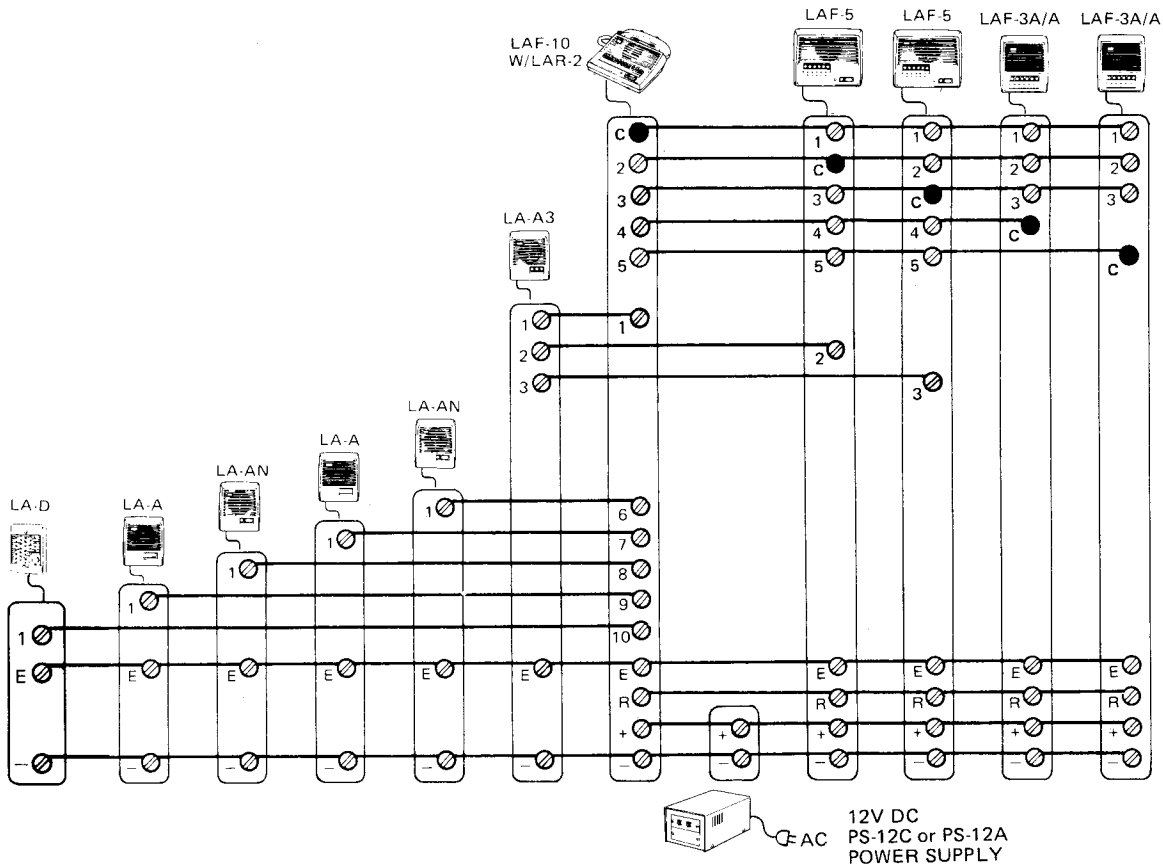 LAF-10
W/LAR-2
LAF-5
LAF-5
LAF-3A/A
LAF-3A/A
C 1 1 1 1
2 C 2 2 2
3 3 C 3 3
4 4 4 C
5 5 5 C
LA-A3
1 1
2 2
3 3
LA-AN
1 6
LA-A
1 7
LA-AN
1 8
LA-A
1 9
LA-D
1 10
E E E E E E E E E E E
R R R R R
+ + + + + +
– – – – – – – – – – – –
AC
12V DC
PS-12C or PS-12A
POWER SUPPLY